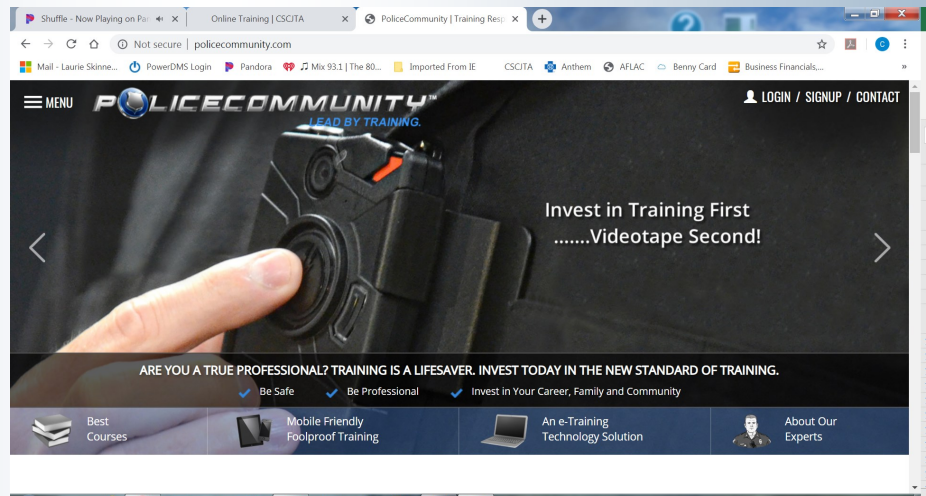 Shuffle - Now Playing on Pan
Online Training | CSCJTA
PoliceCommunity | Training Resp
Not secure | policecommunity.com
Mail - Laurie Skinne...
PowerDMS Login
Pandora
Mix 93.1 | The 80...
Imported From IE
CSCJTA
Anthem
AFLAC
Benny Card
Business Financials,...
»
MENU
POLICECOMMUNITY™
LEAD BY TRAINING.
LOGIN / SIGNUP / CONTACT
Invest in Training First
.......Videotape Second!
ARE YOU A TRUE PROFESSIONAL? TRAINING IS A LIFESAVER. INVEST TODAY IN THE NEW STANDARD OF TRAINING.
Be Safe
Be Professional
Invest in Your Career, Family and Community
Best
Courses
Mobile Friendly
Foolproof Training
An e-Training
Technology Solution
About Our
Experts